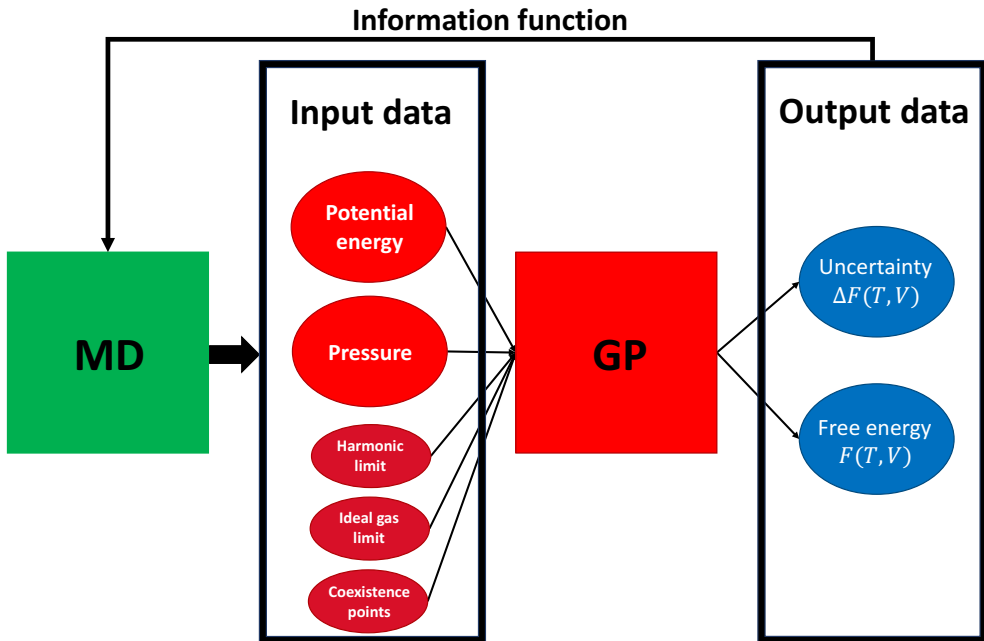 Information function
Input data
Output data
Potential
energy
Pressure
Harmonic
limit
Ideal gas
limit
Coexistence
points
MD
GP
Uncertainty
ΔF(T,V)
Free energy
F(T,V)